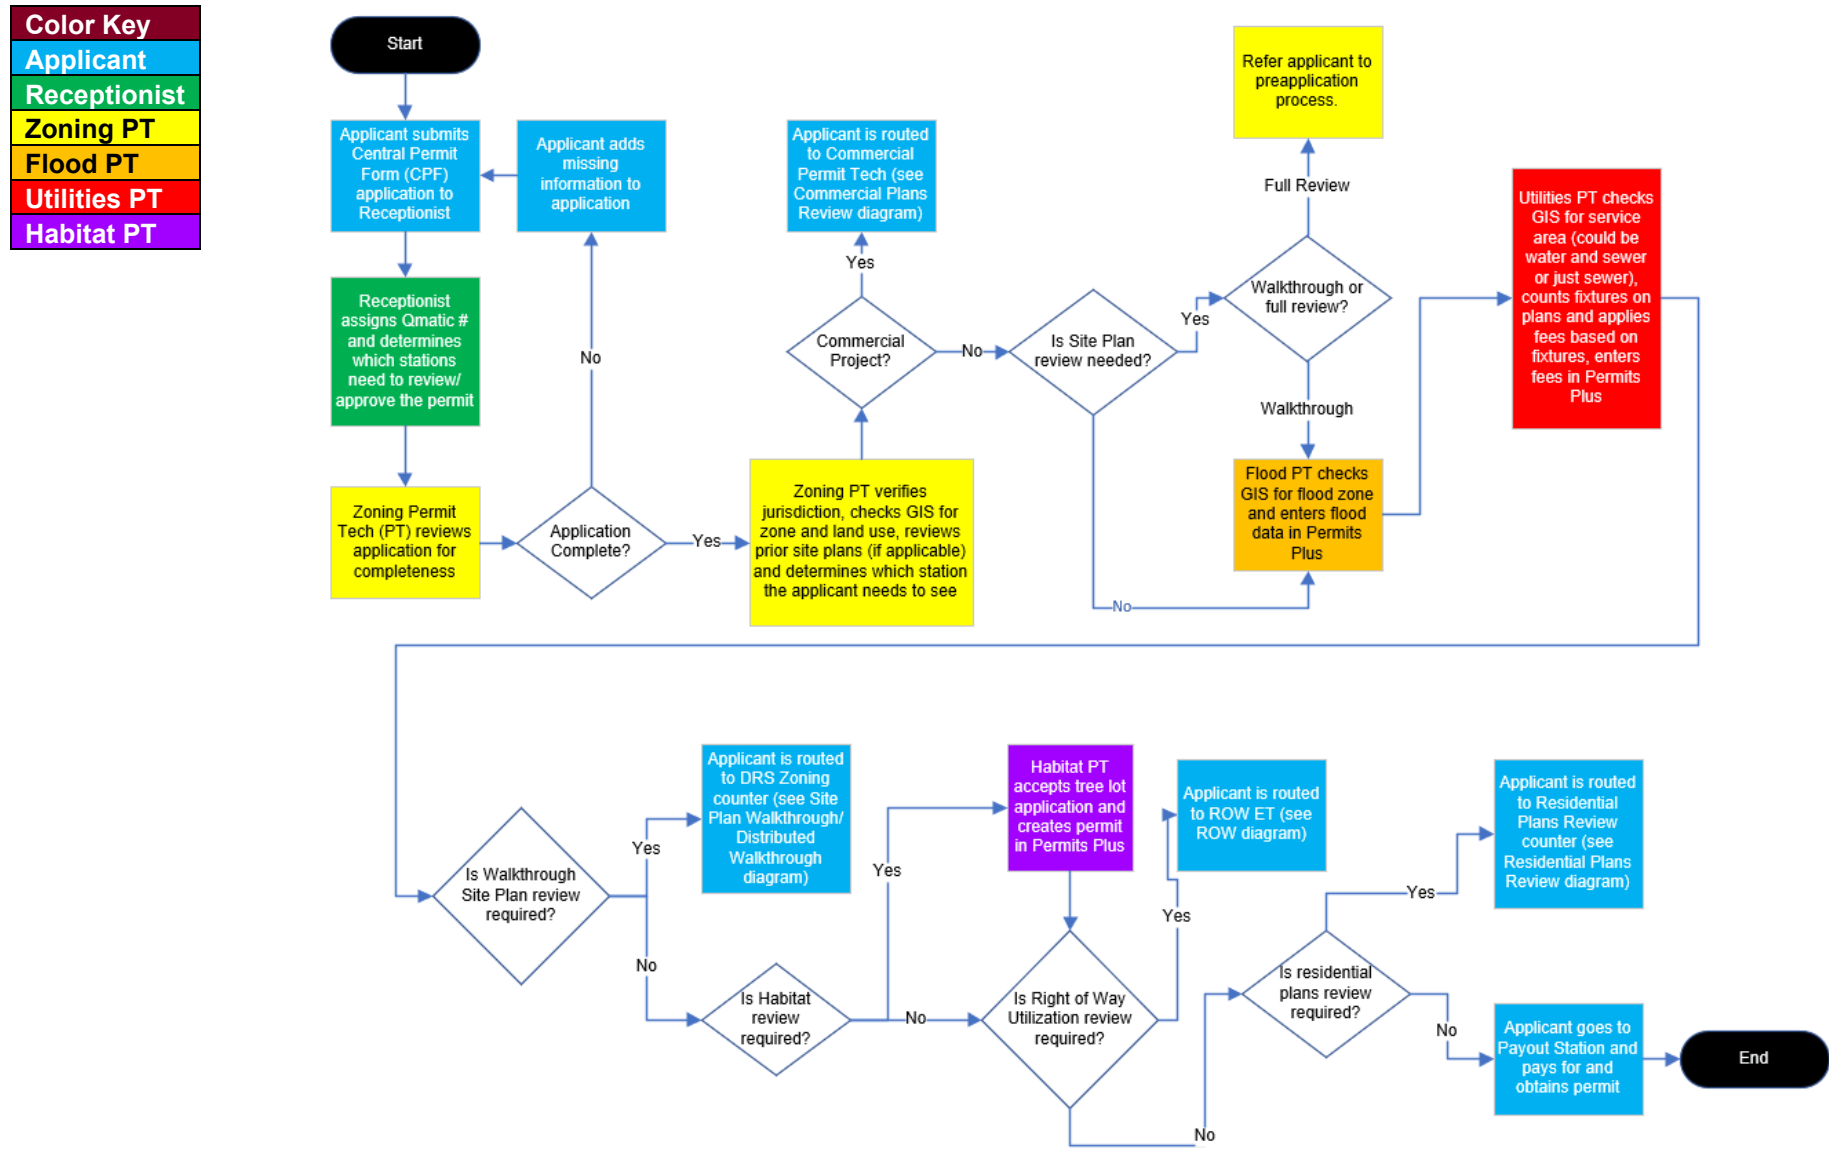 Color Key
Applicant
Receptionist
Zoning PT
Flood PT
Utilities PT
Habitat PT
Start
Applicant submits
Central Permit
Form (CPF)
application to
Receptionist
Applicant adds
missing
information to
application
Receptionist
assigns Qmatic #
and determines
which stations
need to review/
approve the permit
Zoning Permit
Tech (PT) reviews
application for
completeness
Application
Complete?
No
Yes
Zoning PT verifies
jurisdiction, checks GIS for
zone and land use, reviews
prior site plans (if applicable)
and determines which station
the applicant needs to see
Commercial
Project?
Yes
Applicant is routed
to Commercial
Permit Tech (see
Commercial Plans
Review diagram)
No
Is Site Plan
review needed?
Yes
No
Walkthrough or
full review?
Full Review
Refer applicant to
preapplication
process.
Walkthrough
Flood PT checks
GIS for flood zone
and enters flood
data in Permits
Plus
Utilities PT checks
GIS for service
area (could be
water and sewer
or just sewer),
counts fixtures on
plans and applies
fees based on
fixtures, enters
fees in Permits
Plus
Is Walkthrough
Site Plan review
required?
Yes
Applicant is routed
to DRS Zoning
counter (see Site
Plan Walkthrough/
Distributed
Walkthrough
diagram)
No
Is Habitat
review
required?
Yes
Habitat PT
accepts tree lot
application and
creates permit
in Permits Plus
No
Is Right of Way
Utilization review
required?
Yes
Applicant is routed
to ROW ET (see
ROW diagram)
No
Is residential
plans review
required?
Yes
Applicant is routed
to Residential
Plans Review
counter (see
Residential Plans
Review diagram)
No
Applicant goes to
Payout Station and
pays for and
obtains permit
End